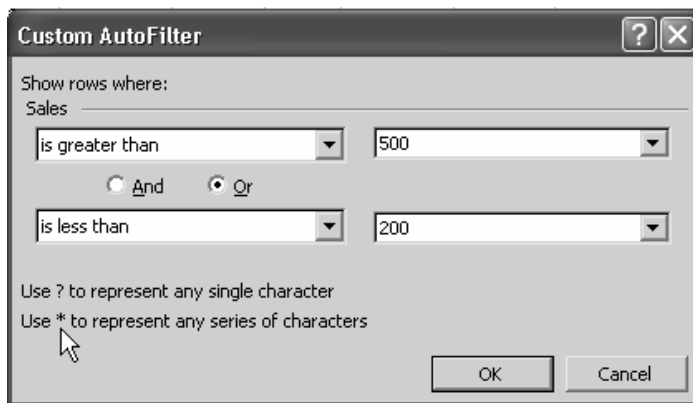 Custom AutoFilter
Show rows where:
Sales
is greater than 500
And Or
is less than 200
Use ? to represent any single character
Use * to represent any series of characters
OK Cancel